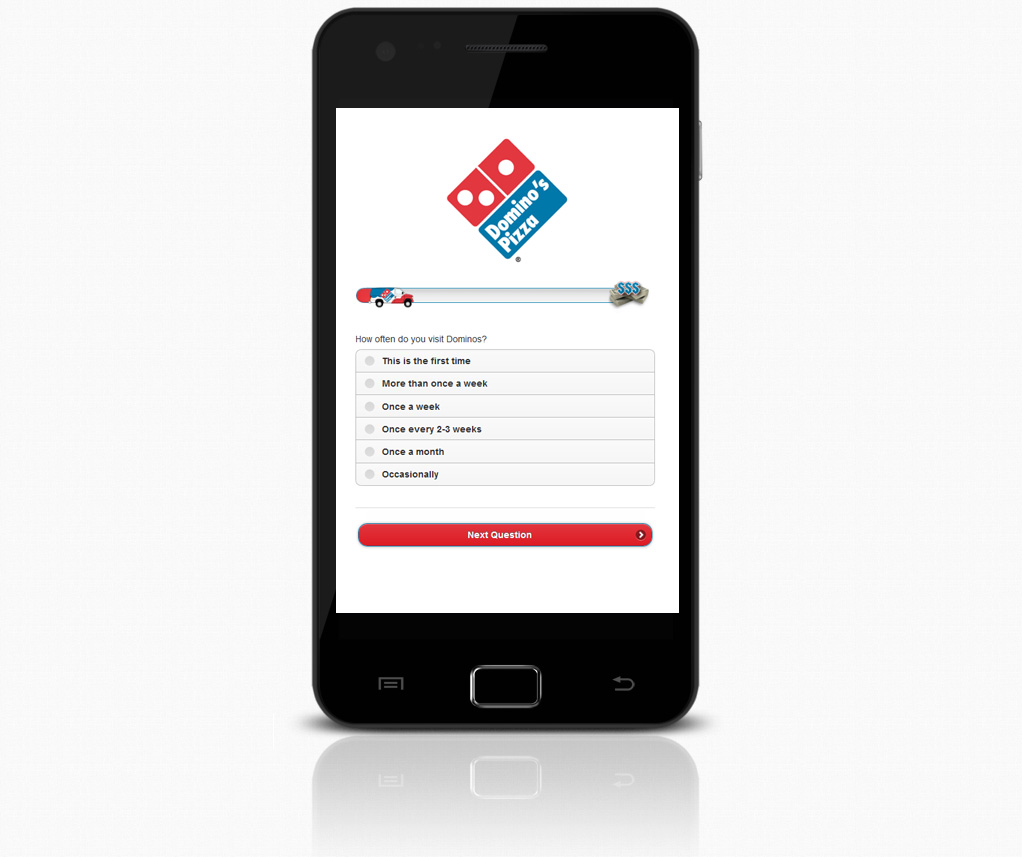 Domino's
Pizza
®
$$$
How often do you visit Dominos?
This is the first time
More than once a week
Once a week
Once every 2-3 weeks
Once a month
Occasionally
Next Question